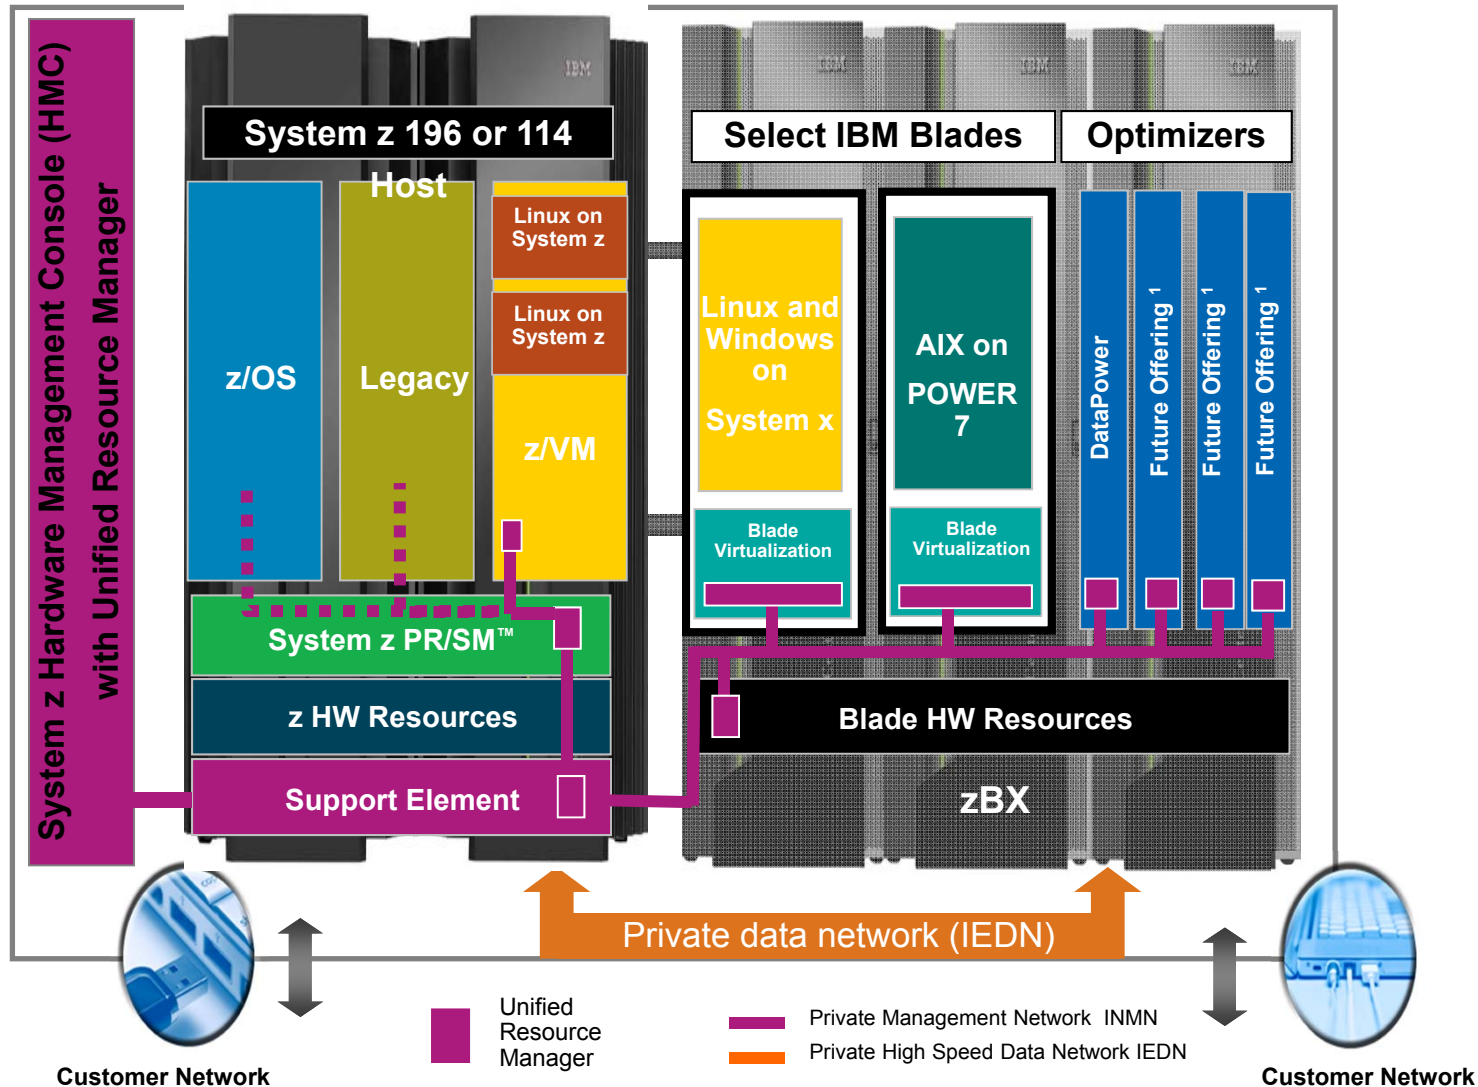 System z Hardware Management Console (HMC)
with Unified Resource Manager
IBM
IBM
IBM
IBM
System z 196 or 114
Host
Select IBM Blades
Optimizers
z/OS
Legacy
Linux on
System z
Linux on
System z
z/VM
Linux and
Windows
on
System x
AIX on
POWER
7
Blade
Virtualization
Blade
Virtualization
DataPower
Future Offering 1
Future Offering 1
Future Offering 1
System z PR/SM™
z HW Resources
Support Element
Blade HW Resources
zBX
Private data network (IEDN)
Unified
Resource
Manager
Private Management Network INMN
Private High Speed Data Network IEDN
Customer Network
Customer Network